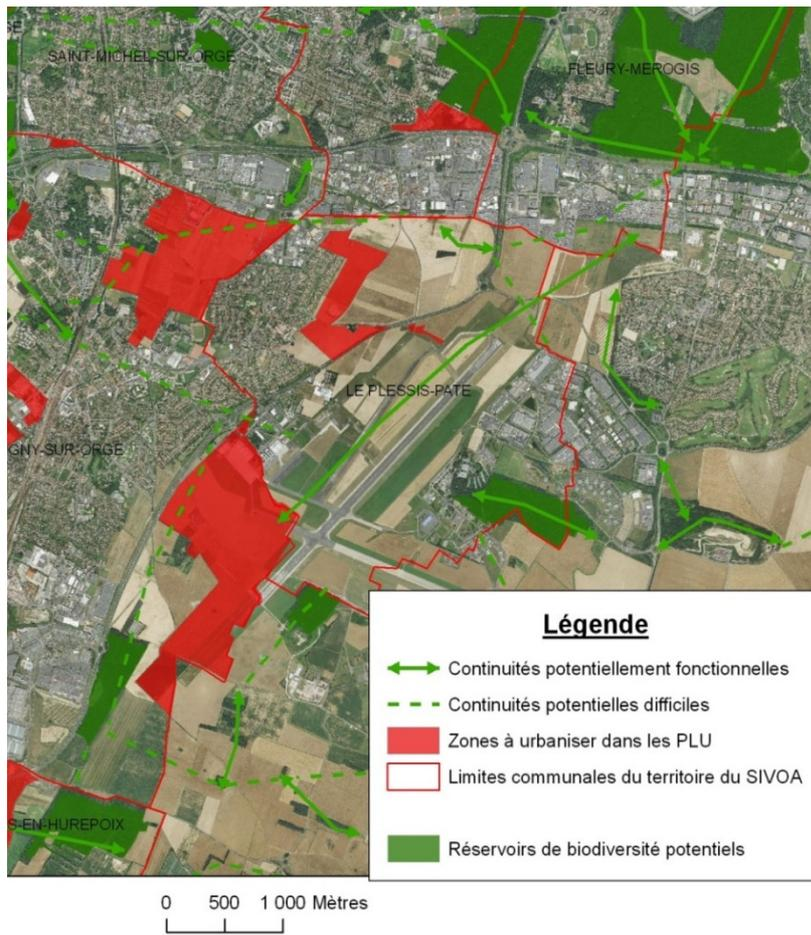 SAINT-MICHEL-SUR-ORGE
FLEURY-MEROGIS
LE PLESSIS-PATE
GNY-SUR-ORGE
S-EN-HUREPOIX
Légende
Continuités potentiellement fonctionnelles
Continuités potentielles difficiles
Zones à urbaniser dans les PLU
Limites communales du territoire du SIVOA
Réservoirs de biodiversité potentiels
0 500 1 000 Mètres